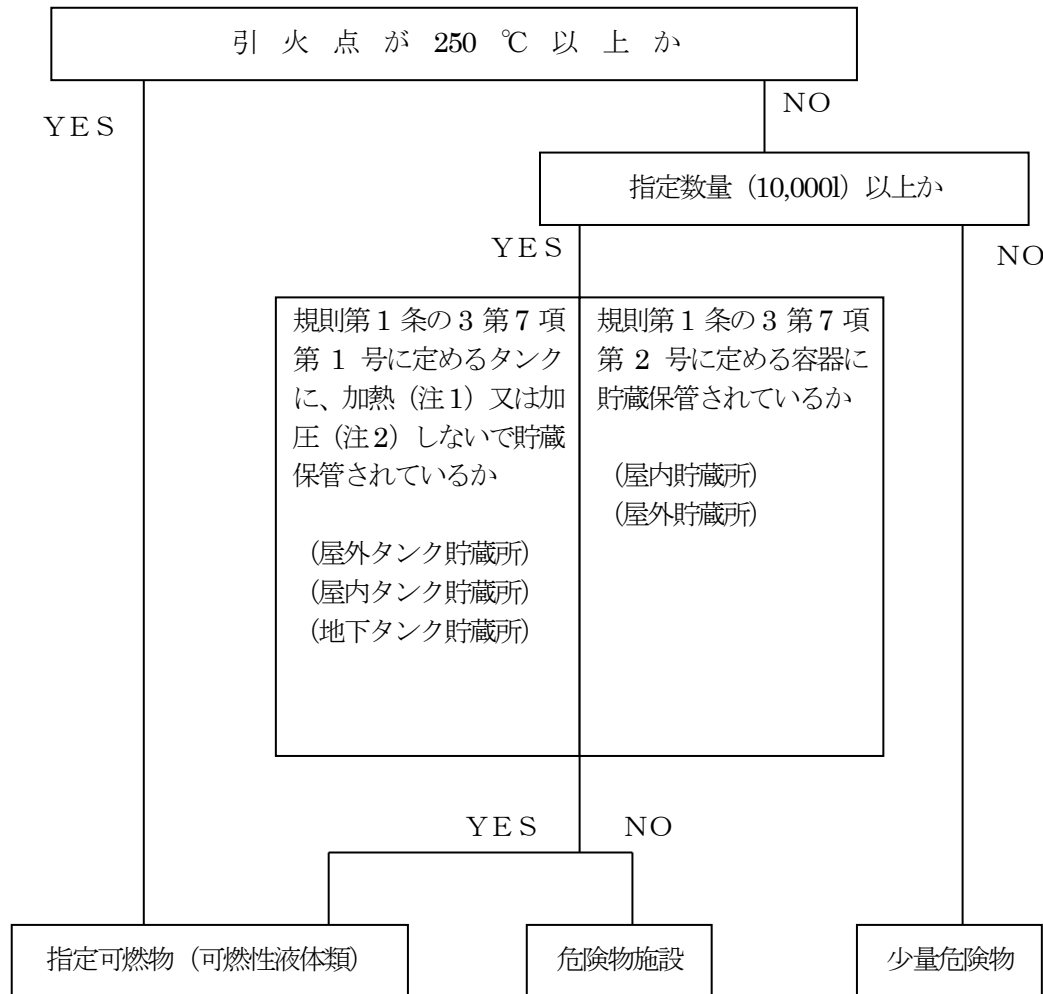 引火点が250℃以上か
YES
NO
指定数量（10,000l）以上か
YES
NO
規則第1条の3第7項
第1号に定めるタンク
に、加熱（注1）又は加
圧（注2）しないで貯蔵
保管されているか
（屋外タンク貯蔵所）
（屋内タンク貯蔵所）
（地下タンク貯蔵所）
規則第1条の3第7項
第2号に定める容器に
貯蔵保管されているか
（屋内貯蔵所）
（屋外貯蔵所）
YES
NO
指定可燃物（可燃性液体類）
危険物施設
少量危険物